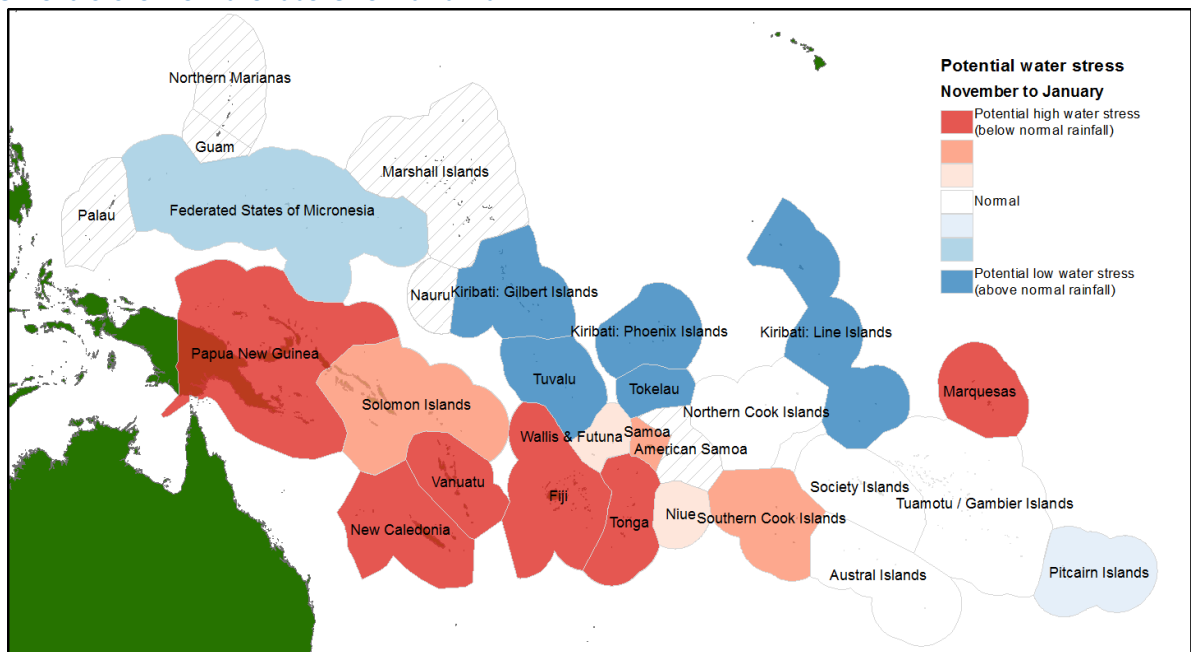 Northern Marianas
Guam
Marshall Islands
Palau
Federated States of Micronesia
Nauru
Kiribati: Gilbert Islands
Kiribati: Phoenix Islands
Kiribati: Line Islands
Papua New Guinea
Tuvalu
Tokelau
Marquesas
Solomon Islands
Northern Cook Islands
Wallis & Futuna
Samoa
American Samoa
Vanuatu
Fiji
Society Islands
Tuamotu / Gambier Islands
New Caledonia
Tonga
Niue
Southern Cook Islands
Austral Islands
Pitcairn Islands
Potential water stress
November to January
Potential high water stress
(below normal rainfall)
Normal
Potential low water stress
(above normal rainfall)